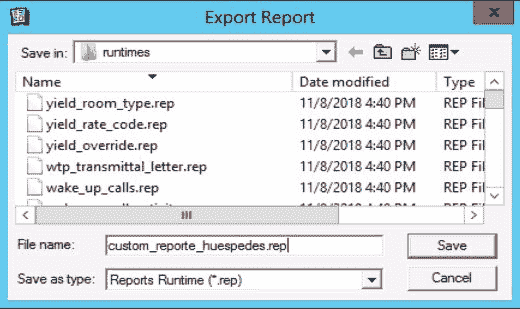 Export Report
Save in: runtimes
Name Date modified Type
yield_room_type.rep 11/8/2018 4:40 PM REP Fil
yield_rate_code.rep 11/8/2018 4:40 PM REP Fil
yield_override.rep 11/8/2018 4:40 PM REP Fil
wtp_transmittal_letter.rep 11/8/2018 4:40 PM REP Fil
wake_up_calls.rep 11/8/2018 4:40 PM REP Fil
File name: custom_reporte_huespedes.rep Save
Save as type: Reports Runtime (*.rep) Cancel